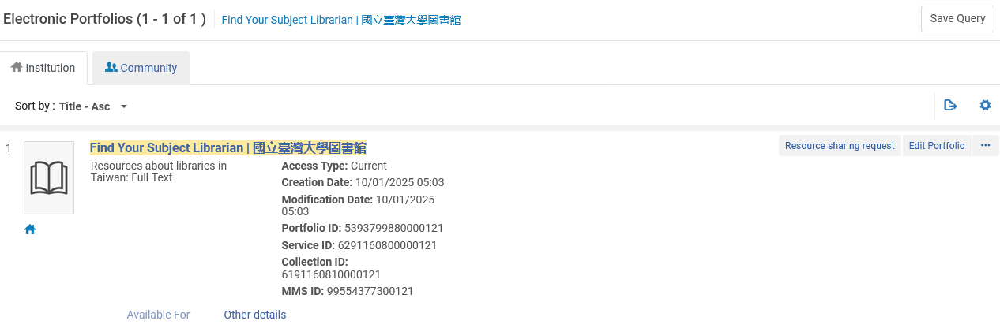 Electronic Portfolios (1 - 1 of 1 ) Find Your Subject Librarian | 國立臺灣大學圖書館 Save Query
Institution Community
Sort by : Title - Asc
1 Find Your Subject Librarian | 國立臺灣大學圖書館 Resource sharing request Edit Portfolio ...
Resources about libraries in
Taiwan: Full Text
Access Type: Current
Creation Date: 10/01/2025 05:03
Modification Date: 10/01/2025
05:03
Portfolio ID: 5393799880000121
Service ID: 6291160800000121
Collection ID:
6191160810000121
MMS ID: 99554377300121
Available For Other details